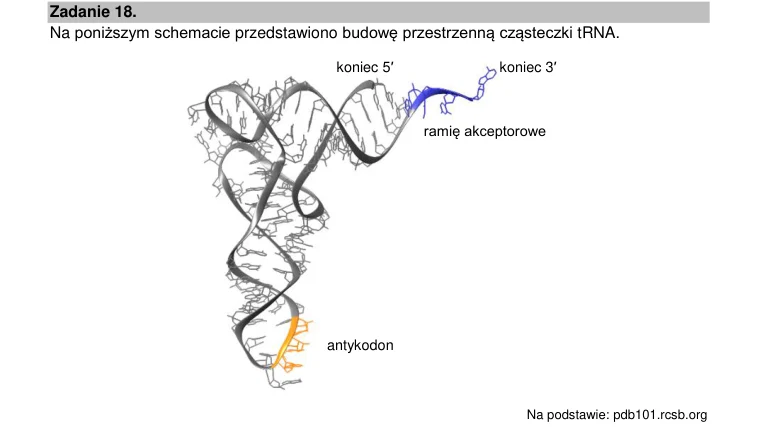 Zadanie 18.
Na poniższym schemacie przedstawiono budowę przestrzenną cząsteczki tRNA.
koniec 5′
koniec 3′
ramię akceptorowe
antykodon
Na podstawie: pdb101.rcsb.org